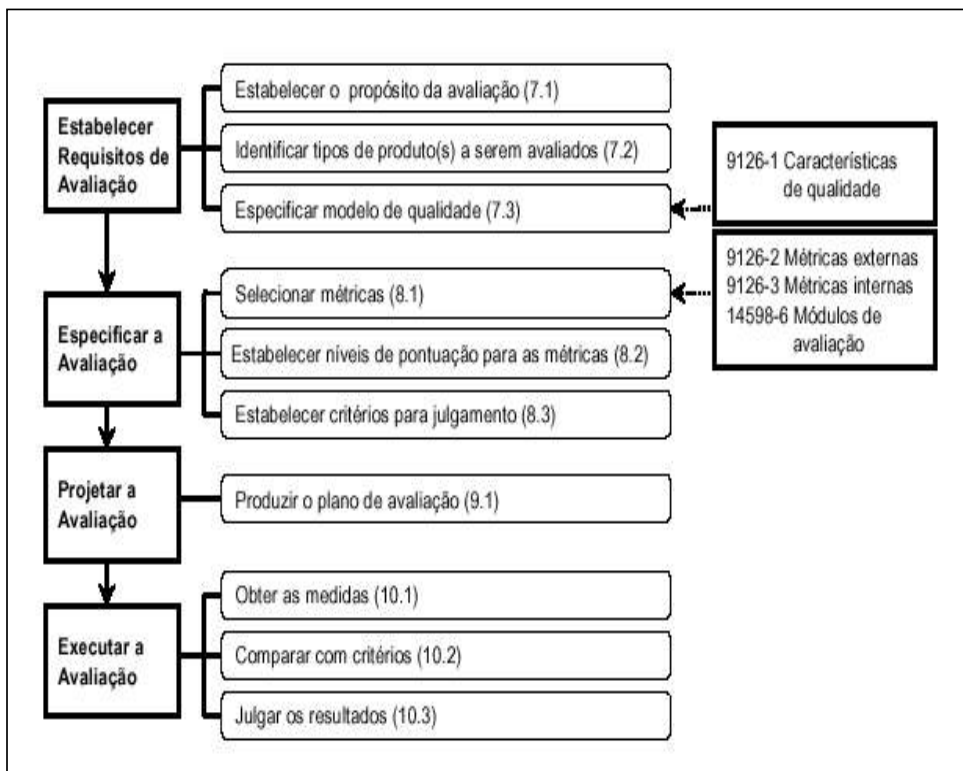 Estabelecer
Requisitos de
Avaliação
Estabelecer o propósito da avaliação (7.1)
Identificar tipos de produto(s) a serem avaliados (7.2)
Especificar modelo de qualidade (7.3)
9126-1 Características
de qualidade
Especificar a
Avaliação
Selecionar métricas (8.1)
Estabelecer níveis de pontuação para as métricas (8.2)
Estabelecer critérios para julgamento (8.3)
9126-2 Métricas externas
9126-3 Métricas internas
14598-6 Módulos de
avaliação
Projetar a
Avaliação
Produzir o plano de avaliação (9.1)
Executar a
Avaliação
Obter as medidas (10.1)
Comparar com critérios (10.2)
Julgar os resultados (10.3)